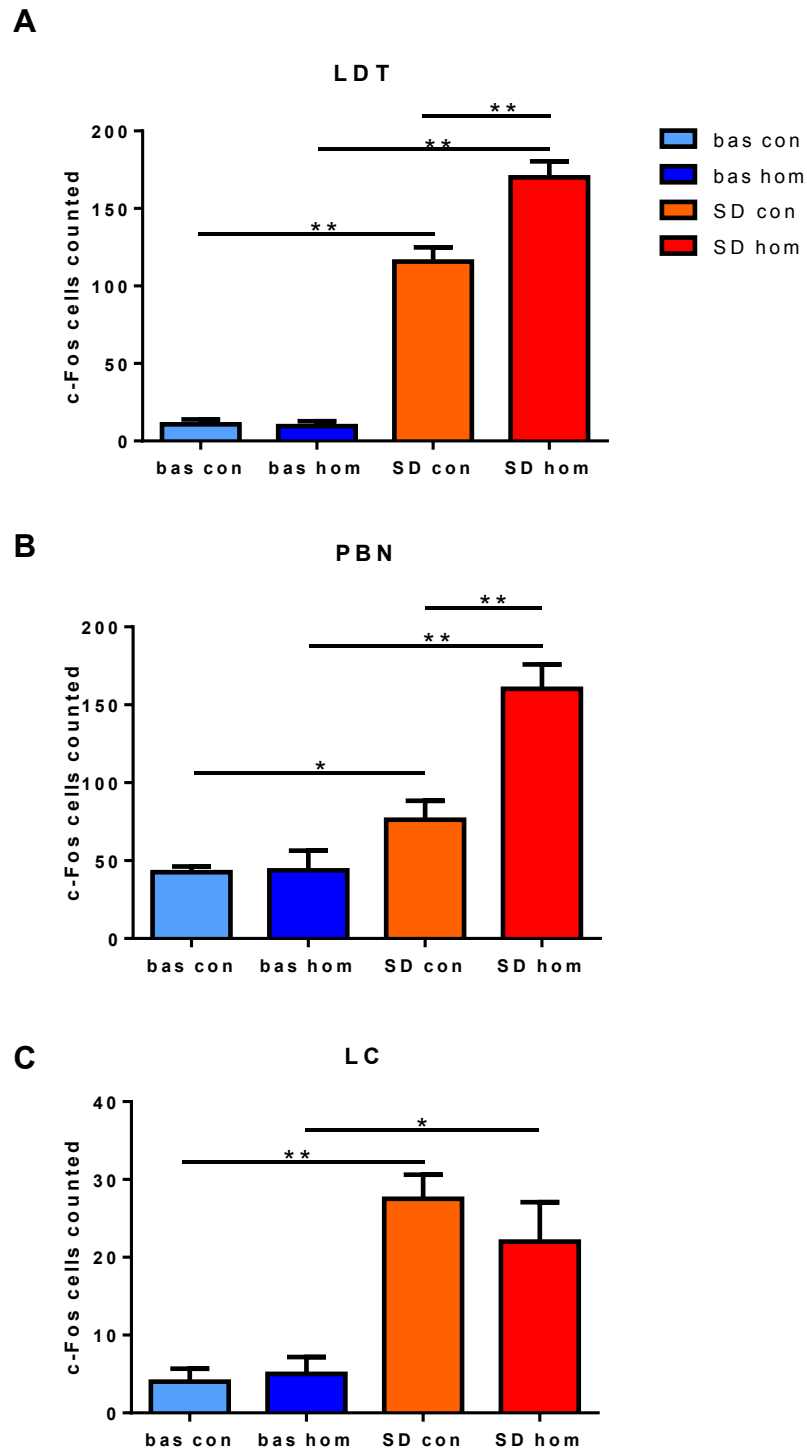 A
LDT
**
**
**
200
150
100
50
0
c-Fos cells counted
bas con
bas hom
SD con
SD hom
bas con
bas hom
SD con
SD hom
B
PBN
**
**
*
200
150
100
50
0
c-Fos cells counted
bas con
bas hom
SD con
SD hom
C
LC
*
**
40
30
20
10
0
c-Fos cells counted
bas con
bas hom
SD con
SD hom